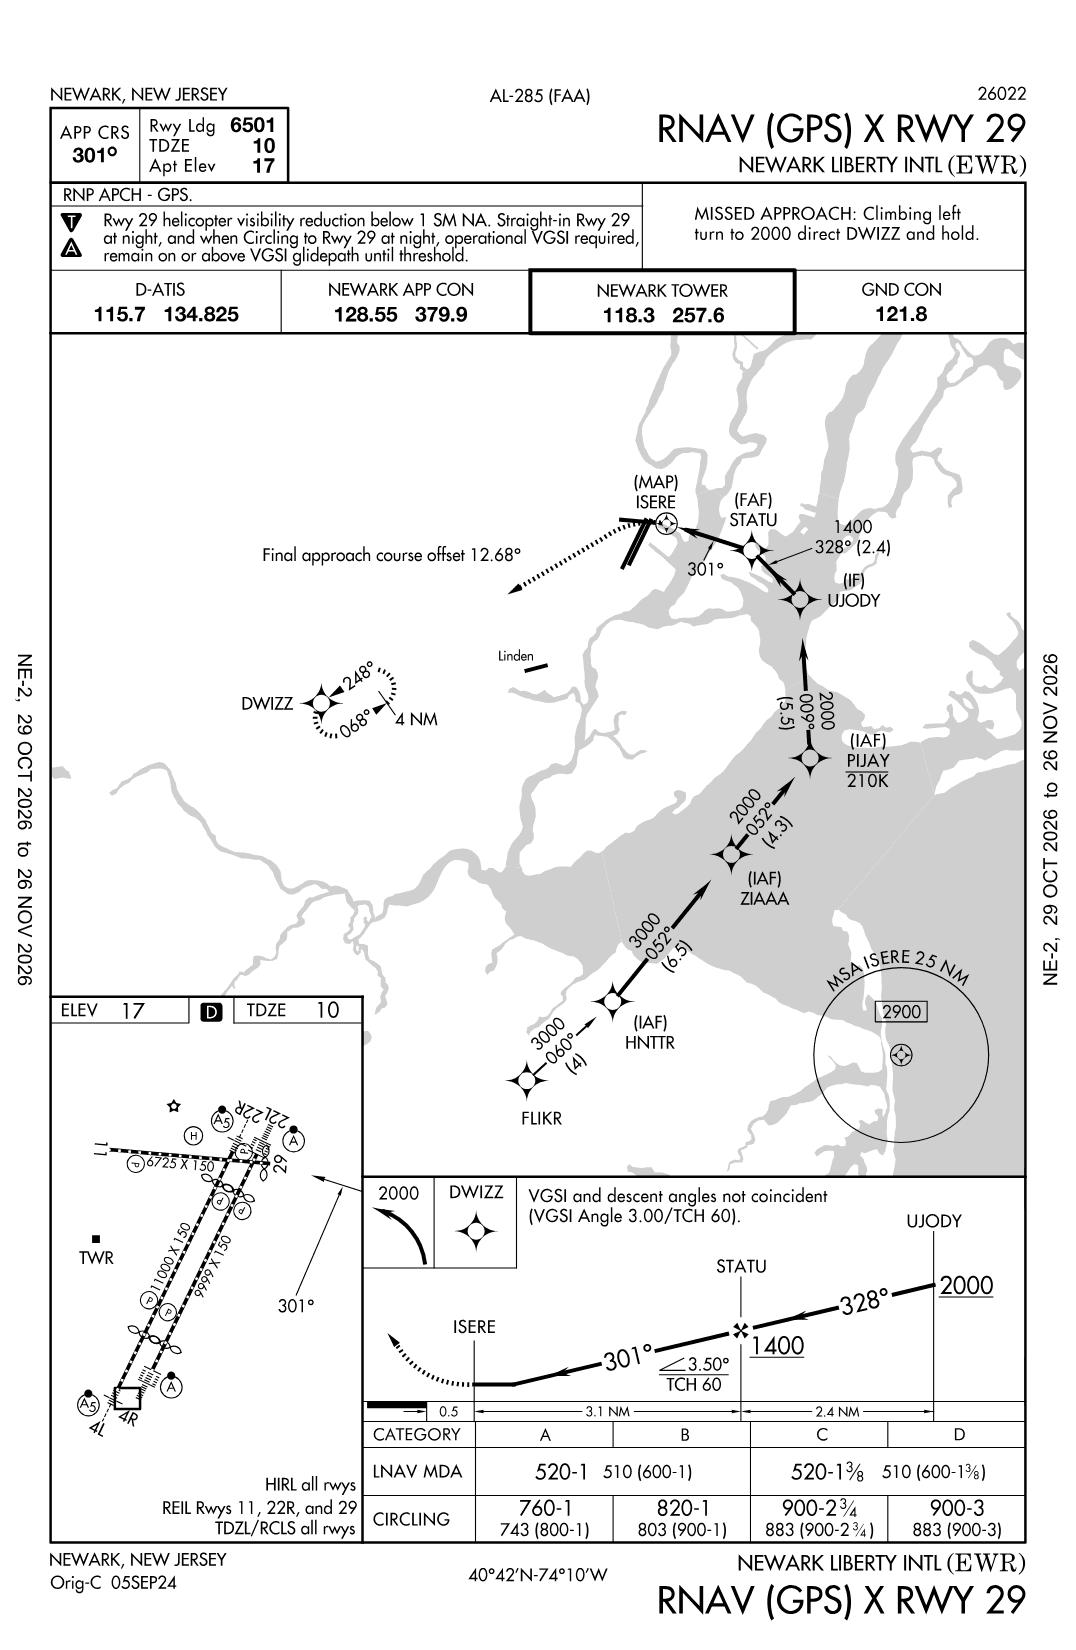 NEWARK, NEW JERSEY
AL-285 (FAA)
26022
APP CRS
301°
Rwy Ldg 6501
TDZE 10
Apt Elev 17
RNAV (GPS) X RWY 29
NEWARK LIBERTY INTL (EWR)
RNP APCH - GPS.
T
A
Rwy 29 helicopter visibility reduction below 1 SM NA. Straight-in Rwy 29
at night, and when Circling to Rwy 29 at night, operational VGSI required,
remain on or above VGSI glidepath until threshold.
MISSED APPROACH: Climbing left
turn to 2000 direct DWIZZ and hold.
D-ATIS
115.7 134.825
NEWARK APP CON
128.55 379.9
NEWARK TOWER
118.3 257.6
GND CON
121.8
(MAP)
ISERE
(FAF)
STATU
1400
328° (2.4)
Final approach course offset 12.68°
301°
(IF)
UJODY
Linden
DWIZZ
248°
068°
4 NM
2000
009°
(5.5)
(IAF)
PIJAY
210K
2000
052°
(4.3)
(IAF)
ZIAAA
3000
052°
(6.5)
(IAF)
HNTTR
3000
060°
(4)
FLIKR
MSA ISERE 25 NM
2900
NE-2, 29 OCT 2026 to 26 NOV 2026
NE-2, 29 OCT 2026 to 26 NOV 2026
ELEV 17
D
TDZE 10
A5
22R
22L
A
H
11
P
6725 X 150
P
29
P
P
TWR
11000 X 150
9999 X 150
P
P
301°
A
A5
4L
4R
HIRL all rwys
REIL Rwys 11, 22R, and 29
TDZL/RCLS all rwys
2000
DWIZZ
VGSI and descent angles not coincident
(VGSI Angle 3.00/TCH 60).
UJODY
STATU
ISERE
2000
328°
1400
301°
3.50°
TCH 60
0.5
3.1 NM
2.4 NM
CATEGORY A B C D
LNAV MDA 520-1 510 (600-1) 520-1⅜ 510 (600-1⅜)
CIRCLING
760-1
743 (800-1)
820-1
803 (900-1)
900-2¾
883 (900-2¾)
900-3
883 (900-3)
NEWARK, NEW JERSEY
Orig-C 05SEP24
40°42'N-74°10'W
NEWARK LIBERTY INTL (EWR)
RNAV (GPS) X RWY 29